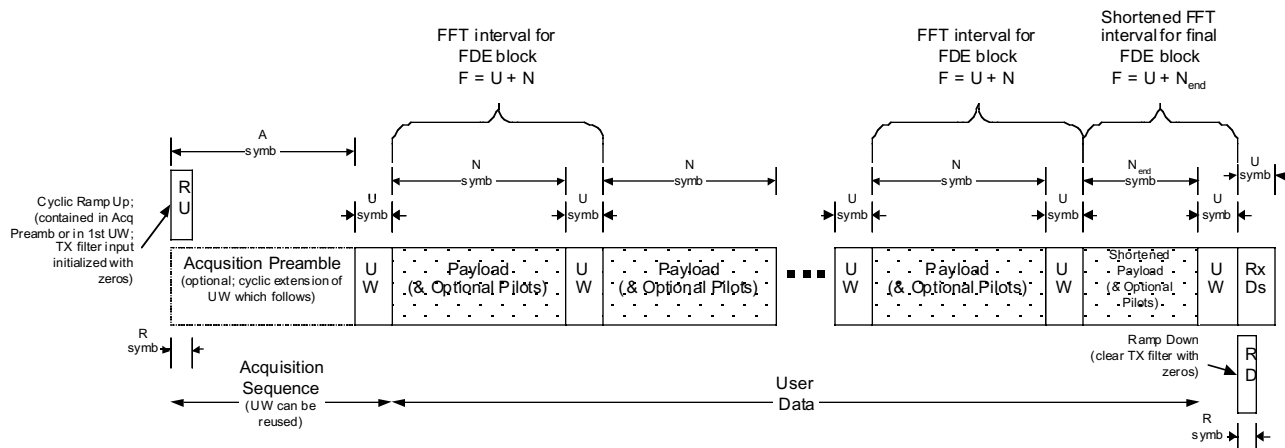 FFT interval for
FDE block
F = U + N
FFT interval for
FDE block
F = U + N
Shortened FFT
interval for final
FDE block
F = U + Nend
A
symb
N
symb
N
symb
N
symb
Nend
symb
U
symb
U
symb
U
symb
U
symb
U
symb
U
symb
Cyclic Ramp Up;
(contained in Acq
Preamb or in 1st UW;
TX filter input
initialized with
zeros)
R
U
Acqusition Preamble
(optional; cyclic extension of
UW which follows)
U
W
Payload
(& Optional Pilots)
U
W
Payload
(& Optional Pilots)
U
W
Payload
(& Optional Pilots)
U
W
Shortened
Payload
(& Optional
Pilots)
U
W
Rx
Ds
R
symb
Acquisition
Sequence
(UW can be
reused)
User
Data
Ramp Down
(clear TX filter with
zeros)
R
D
R
symb